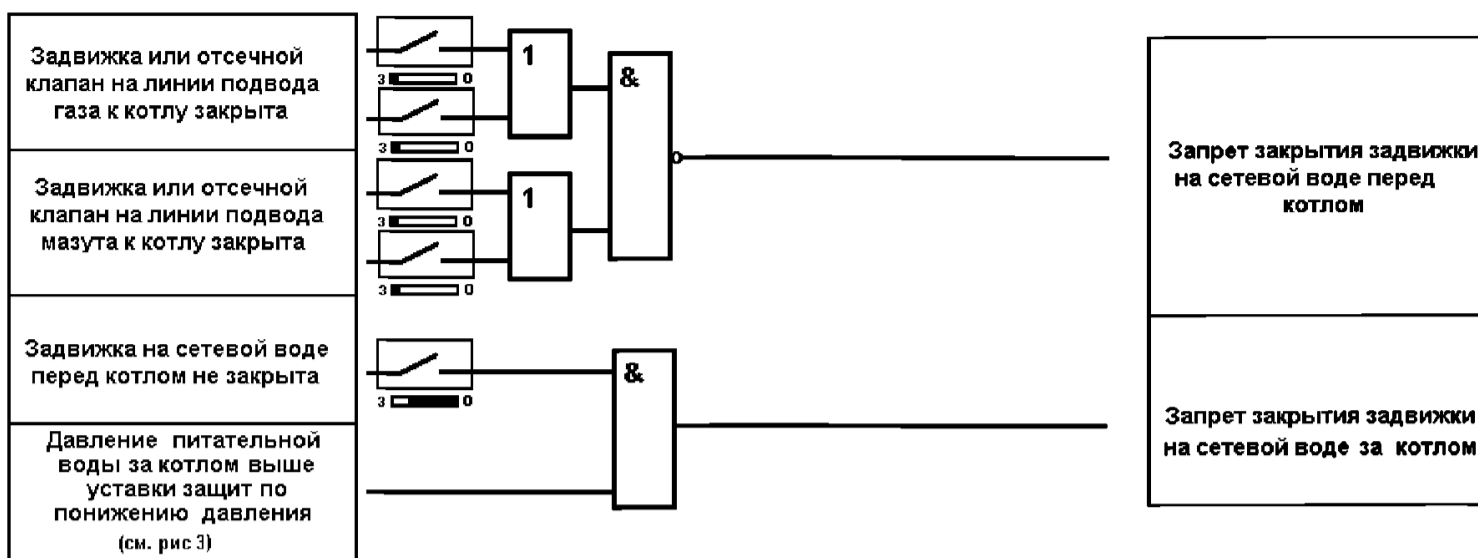 Задвижка или отсечной
клапан на линии подвода
газа к котлу закрыта
Задвижка или отсечной
клапан на линии подвода
мазута к котлу закрыта
Задвижка на сетевой воде
перед котлом не закрыта
Давление питательной
воды за котлом выше
уставки защит по
понижению давления
(см. рис 3)
З О
З О
З О
З О
З О
1
1
&
&
Запрет закрытия задвижки
на сетевой воде перед
котлом
Запрет закрытия задвижки
на сетевой воде за котлом